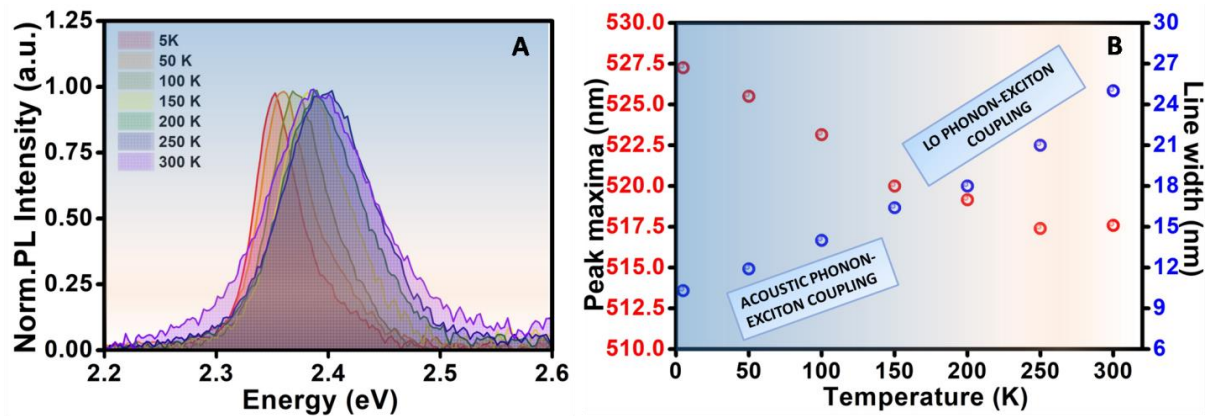 A
Norm.PL Intensity (a.u.)
1.25
1.00
0.75
0.50
0.25
0.00
5K
50 K
100 K
150 K
200 K
250 K
300 K
2.2 2.3 2.4 2.5 2.6
Energy (eV)
B
Peak maxima (nm)
530.0
527.5
525.0
522.5
520.0
517.5
515.0
512.5
510.0
LO PHONON-EXCITON
COUPLING
ACOUSTIC PHONON-
EXCITON COUPLING
30
27
24
21
18
15
12
9
6
Line width
(nm)
0 50 100 150 200 250 300
Temperature (K)